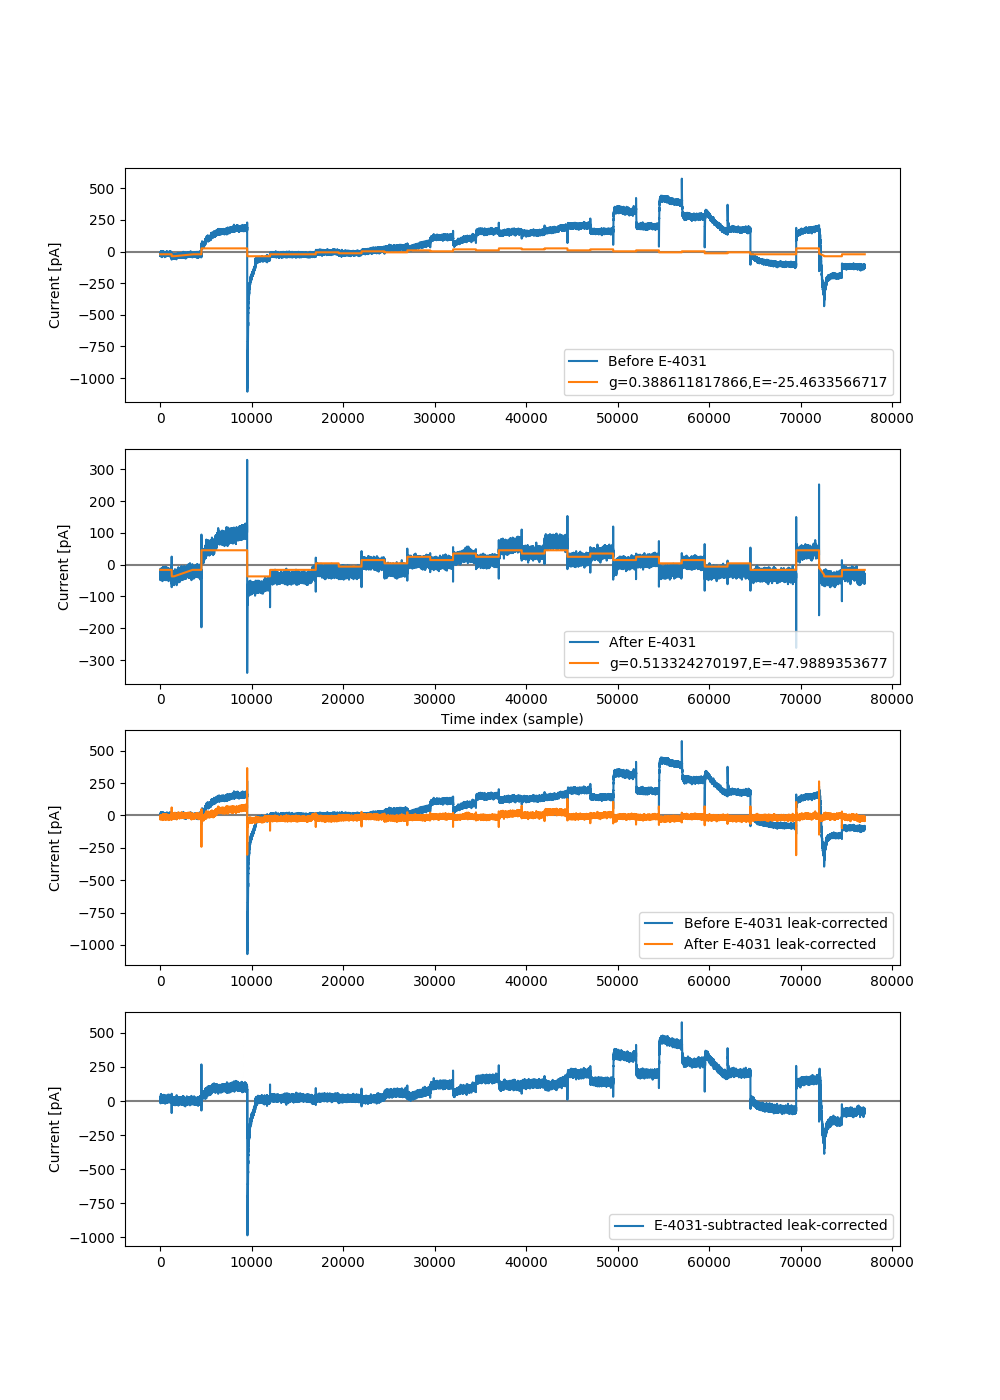 500
250
0
−250
−500
−750
−1000
Current [pA]
Before E-4031
g=0.388611817866,E=-25.4633566717
0 10000 20000 30000 40000 50000 60000 70000 80000
300
200
100
0
−100
−200
−300
Current [pA]
After E-4031
g=0.513324270197,E=-47.9889353677
0 10000 20000 30000 40000 50000 60000 70000 80000
Time index (sample)
500
250
0
−250
−500
−750
−1000
Current [pA]
Before E-4031 leak-corrected
After E-4031 leak-corrected
0 10000 20000 30000 40000 50000 60000 70000 80000
500
250
0
−250
−500
−750
−1000
Current [pA]
E-4031-subtracted leak-corrected
0 10000 20000 30000 40000 50000 60000 70000 80000